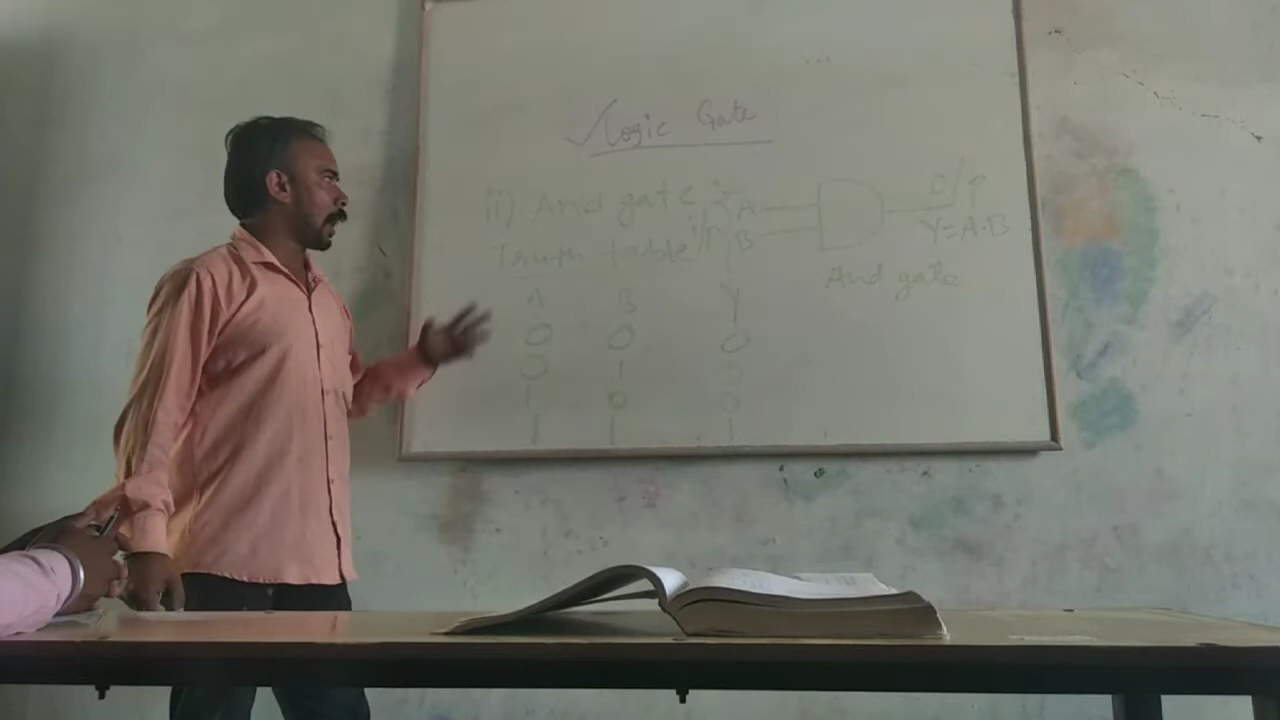 Logic Gate
ii) And gate :- A
Truth table i/p B
o/p
Y=A.B
And gate
A B Y
0 0 0
0 1 0
1 0 0
1 1 1